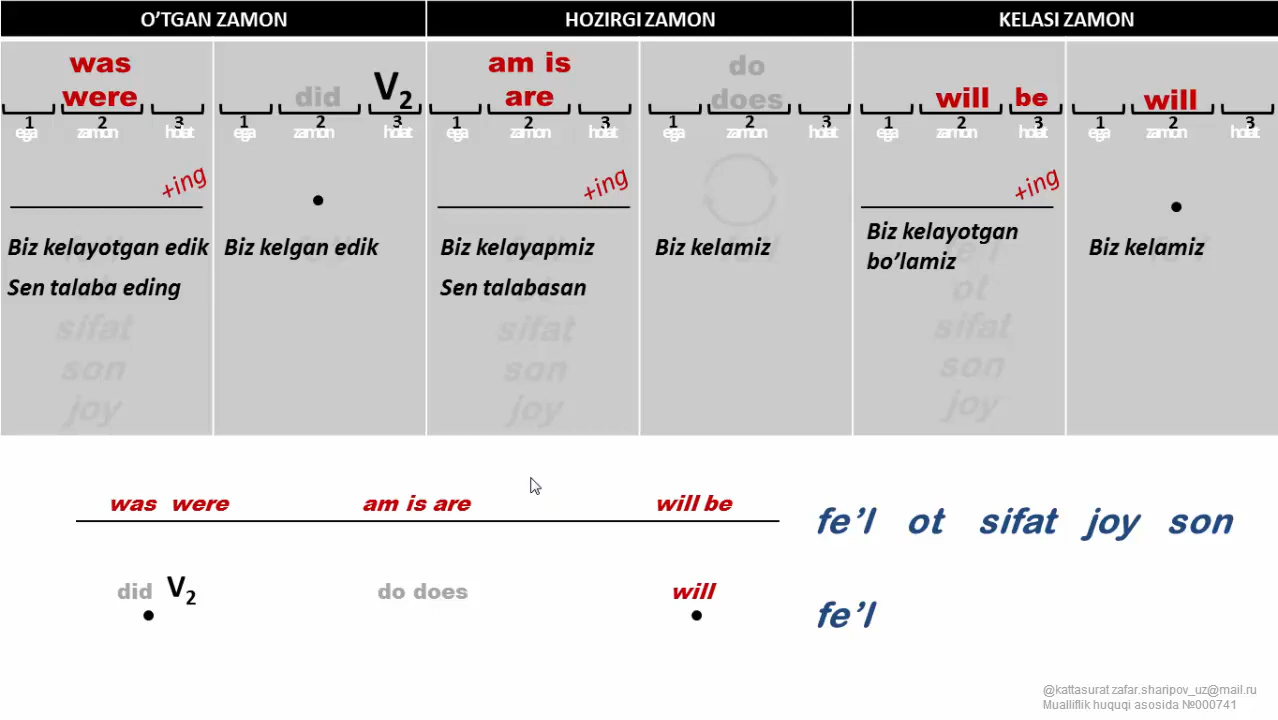 O’TGAN ZAMON
HOZIRGI ZAMON
KELASI ZAMON
was
were
did V2
am is
are
do
does
will be
will
1 2 3 1 2 3 1 2 3 1 2 3 1 2 3 1 2 3
ega zamon holat ega zamon holat ega zamon holat ega zamon holat ega zamon holat ega zamon holat
+ing +ing +ing
Biz kelayotgan edik
Sen talaba eding
sifat
son
joy
Biz kelgan edik
Biz kelayapmiz
Sen talabasan
sifat
son
joy
Biz kelamiz
fe’l
Biz kelayotgan
bo’lamiz
fe’l
ot
sifat
son
joy
Biz kelamiz
fe’l
was were am is are will be
fe’l ot sifat joy son
did V2 do does will
fe’l
@kattasurat zafar.sharipov_uz@mail.ru
Mualliflik huquqi asosida №000741